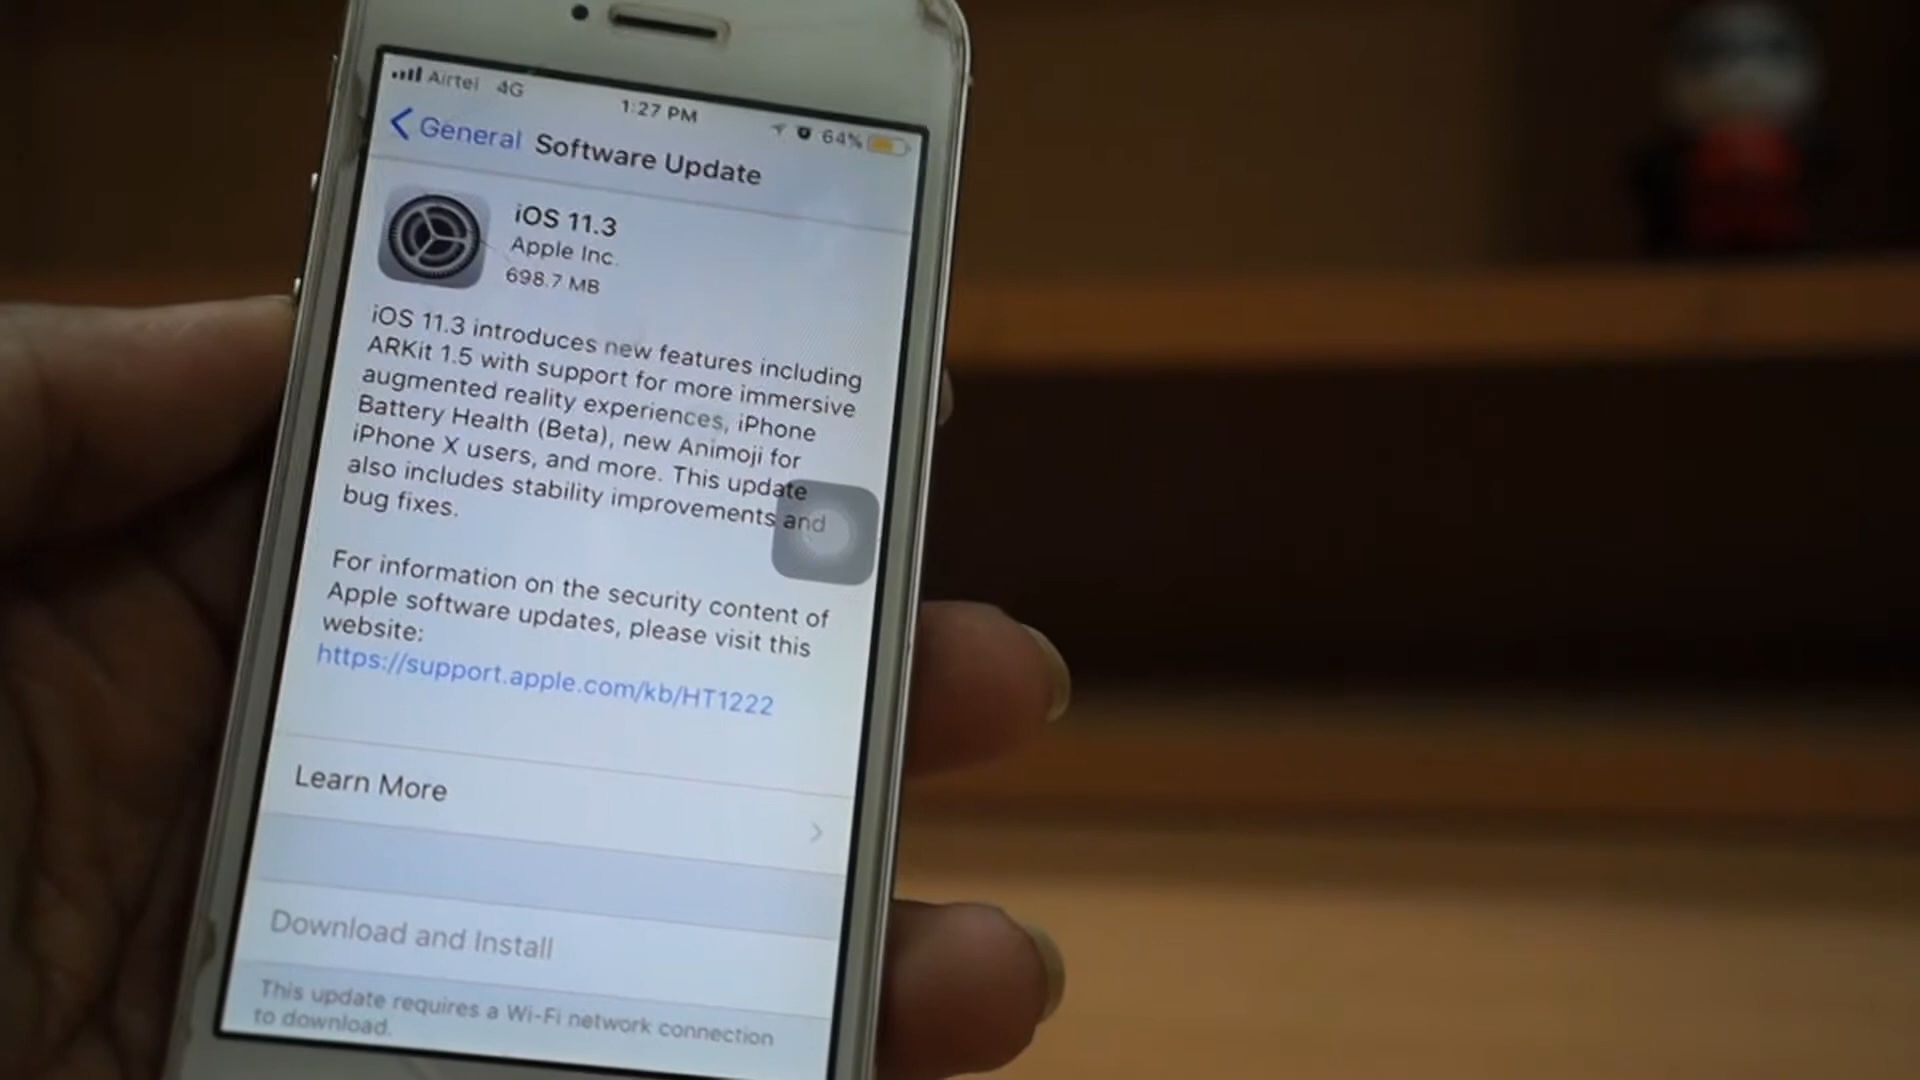 Airtel 4G
1:27 PM
64%
General Software Update
iOS 11.3
Apple Inc.
698.7 MB
iOS 11.3 introduces new features including
ARKit 1.5 with support for more immersive
augmented reality experiences, iPhone
Battery Health (Beta), new Animoji for
iPhone X users, and more. This update
also includes stability improvements and
bug fixes.
For information on the security content of
Apple software updates, please visit this
website:
https://support.apple.com/kb/HT1222
Learn More
Download and Install
This update requires a Wi-Fi network connection
to download.